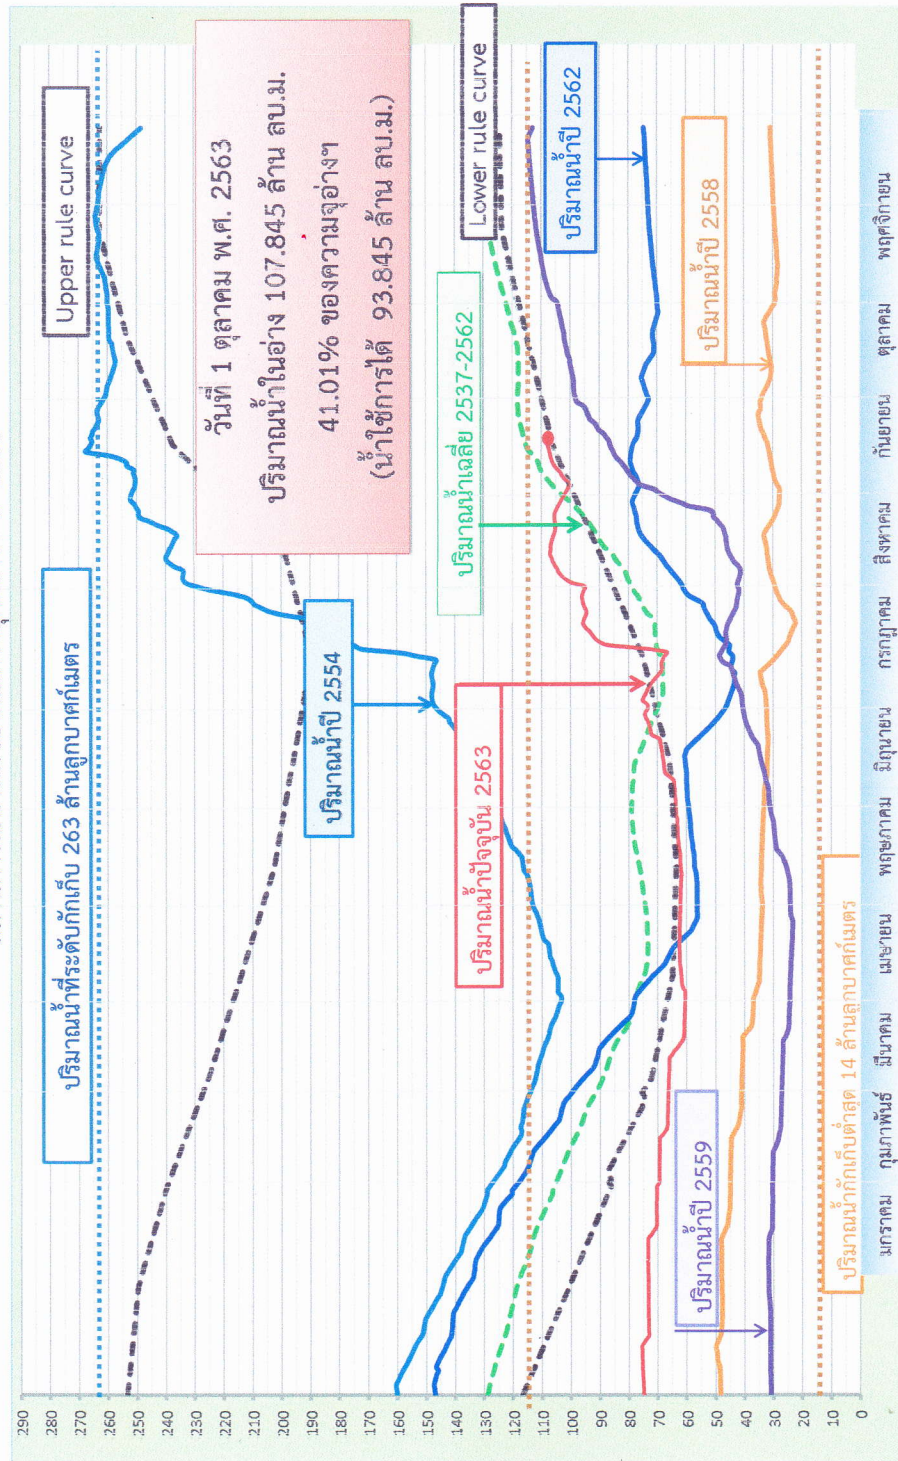 290
280
270
260
250
240
230
220
210
200
190
180
170
160
150
140
130
120
110
100
90
80
70
60
50
40
30
20
10
0
ปริมาณน้ำที่ระดับกักเก็บ 263 ล้านลูกบาศก์เมตร
Upper rule curve
วันที่ 1 ตุลาคม พ.ศ. 2563
ปริมาณน้ำในอ่าง 107.845 ล้าน ลบ.ม.
41.01% ของความจุอ่างฯ
(น้ำใช้การได้ 93.845 ล้าน ลบ.ม.)
ปริมาณน้ำปี 2554
ปริมาณน้ำปัจจุบัน 2563
ปริมาณน้ำเฉลี่ย 2537-2562
Lower rule curve
ปริมาณน้ำปี 2562
ปริมาณน้ำปี 2559
ปริมาณน้ำปี 2558
ปริมาณน้ำกักเก็บต่ำสุด 14 ล้านลูกบาศก์เมตร
มกราคม กุมภาพันธ์ มีนาคม เมษายน พฤษภาคม มิถุนายน กรกฎาคม สิงหาคม กันยายน ตุลาคม พฤศจิกายน